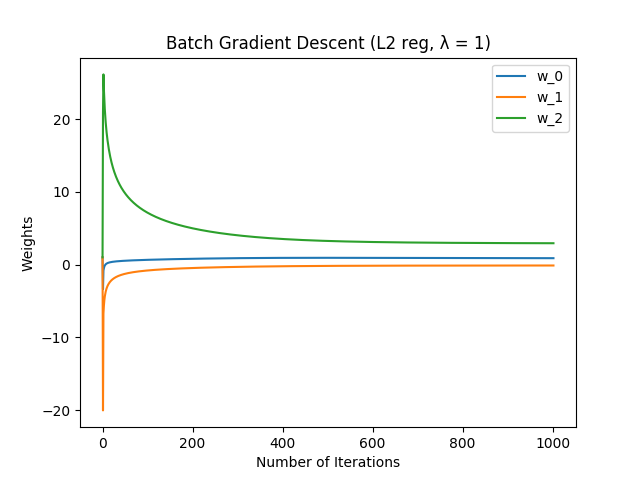 Batch Gradient Descent (L2 reg, λ = 1)
w_0
w_1
w_2
Weights
20
10
0
−10
−20
0 200 400 600 800 1000
Number of Iterations